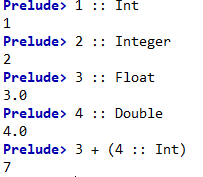 Prelude> 1 :: Int
1
Prelude> 2 :: Integer
2
Prelude> 3 :: Float
3.0
Prelude> 4 :: Double
4.0
Prelude> 3 + (4 :: Int)
7